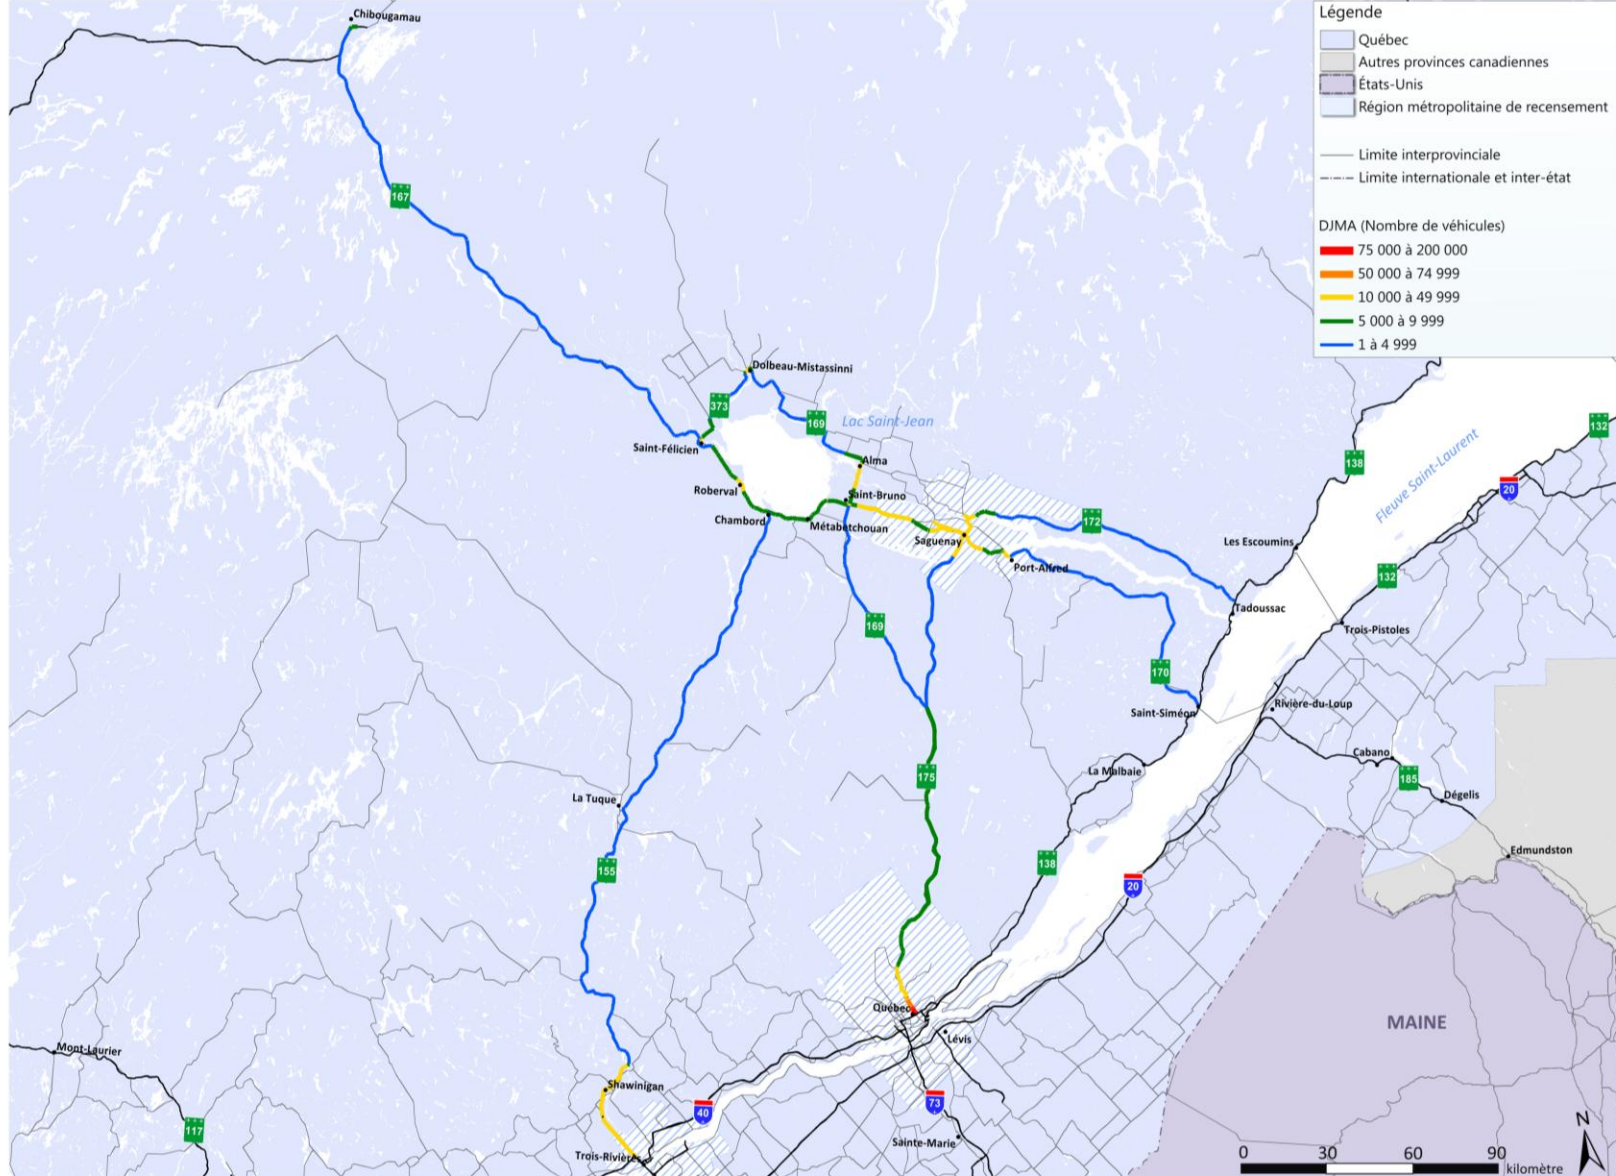 Chibougamau
Légende
Québec
Autres provinces canadiennes
États-Unis
Région métropolitaine de recensement
Limite interprovinciale
Limite internationale et inter-état
DJMA (Nombre de véhicules)
75 000 à 200 000
50 000 à 74 999
10 000 à 49 999
5 000 à 9 999
1 à 4 999
167
Dolbeau-Mistassinni
373
169
Lac Saint-Jean
132
Saint-Félicien
Alma
138
Fleuve Saint-Laurent
20
Roberval
Saint-Bruno
Chambord
Métabetchouan
172
Saguenay
Les Escoumins
Port-Alfred
132
Tadoussac
169
Trois-Pistoles
170
Saint-Siméon
Rivière-du-Loup
Cabano
La Malbaie
175
185
Dégelis
La Tuque
155
138
20
Edmundston
Québec
MAINE
Lévis
Mont-Laurier
Shawinigan
40
73
117
Sainte-Marie
Trois-Rivières
N
0 30 60 90
kilomètre